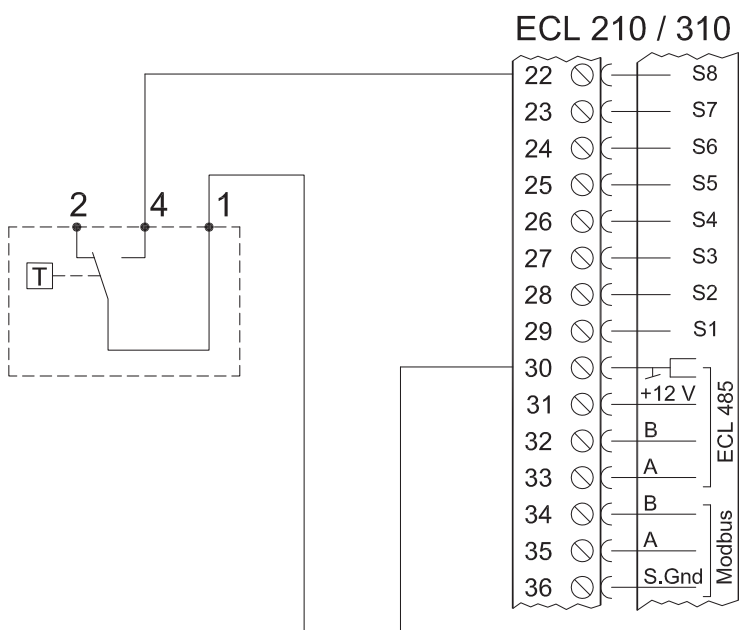 ECL 210 / 310
22 S8
23 S7
24 S6
25 S5
2 4 1
26 S4
27 S3
T
28 S2
29 S1
30
31 +12 V
32 B
33 A
ECL 485
34 B
35 A
36 S.Gnd
Modbus